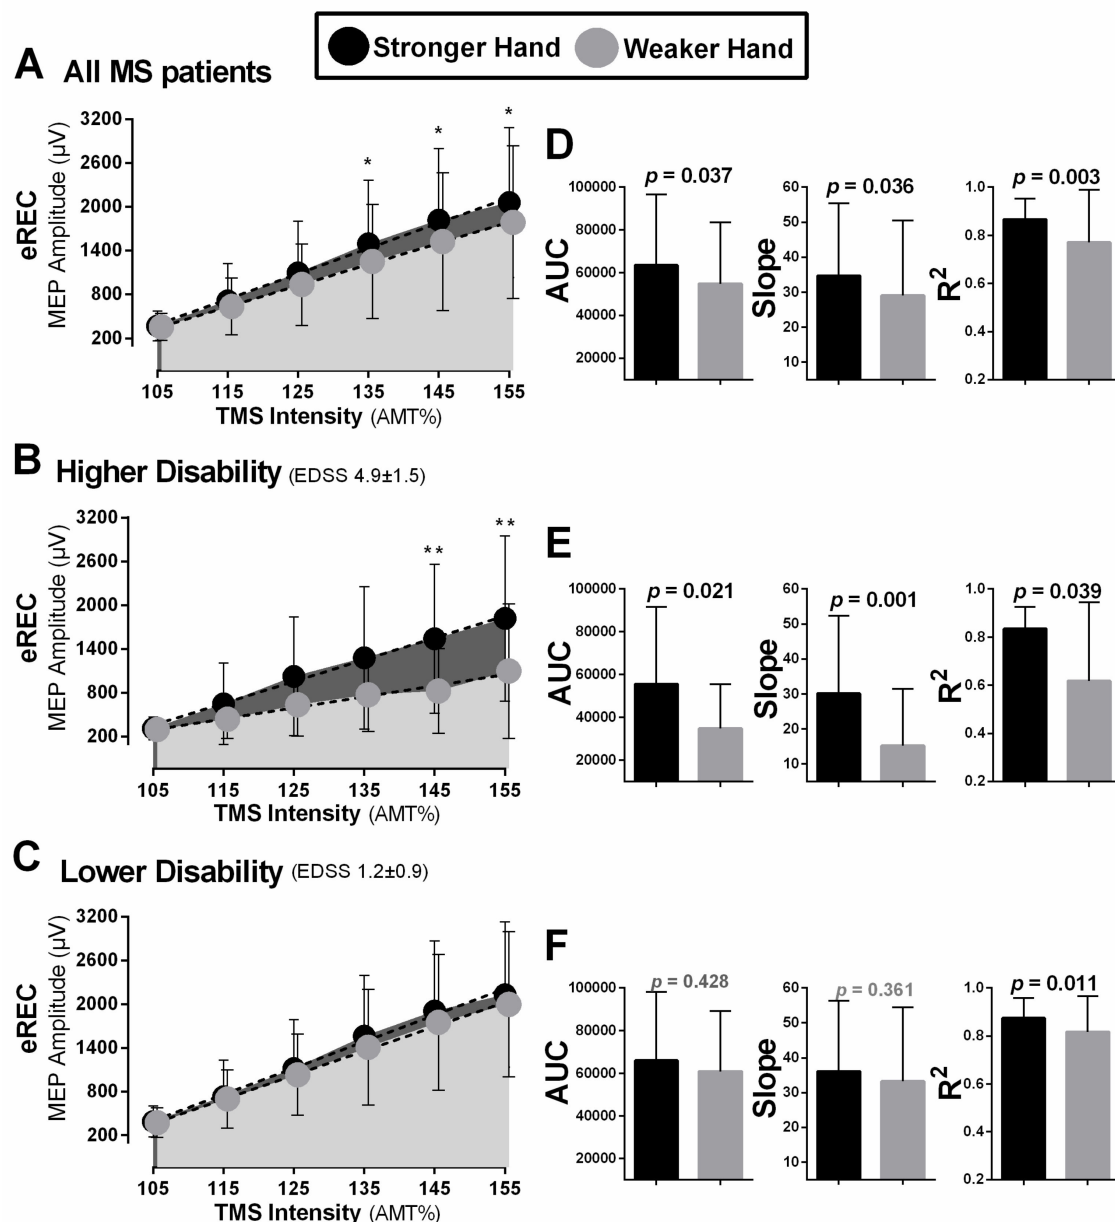 Stronger Hand Weaker Hand
A All MS patients
eREC
MEP Amplitude (µV)
3200
2600
2000
1400
800
200
* * *
105 115 125 135 145 155
TMS Intensity (AMT%)
D
AUC
100000
80000
60000
40000
20000
p = 0.037
Slope
60
50
40
30
20
10
p = 0.036
R²
1.0
0.8
0.6
0.4
0.2
p = 0.003
B Higher Disability (EDSS 4.9±1.5)
eREC
MEP Amplitude (µV)
3200
2600
2000
1400
800
200
** **
105 115 125 135 145 155
TMS Intensity (AMT%)
E
AUC
100000
80000
60000
40000
20000
p = 0.021
Slope
60
50
40
30
20
10
p = 0.001
R²
1.0
0.8
0.6
0.4
0.2
p = 0.039
C Lower Disability (EDSS 1.2±0.9)
eREC
MEP Amplitude (µV)
3200
2600
2000
1400
800
200
105 115 125 135 145 155
TMS Intensity (AMT%)
F
AUC
100000
80000
60000
40000
20000
p = 0.428
Slope
60
50
40
30
20
10
p = 0.361
R²
1.0
0.8
0.6
0.4
0.2
p = 0.011